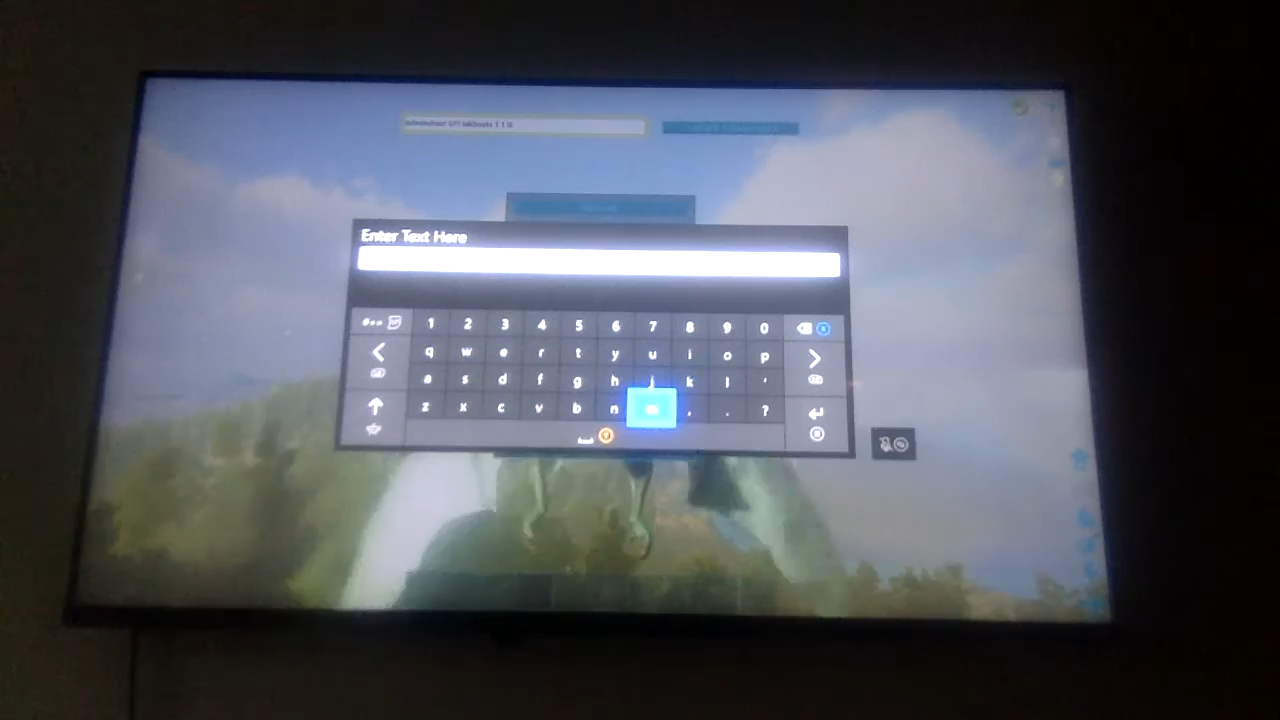 Enter Text Here
1 2 3 4 5 6 7 8 9 0
q w e r t y u i o p
a s d f g h j k l '
z x c v b n m , . ?